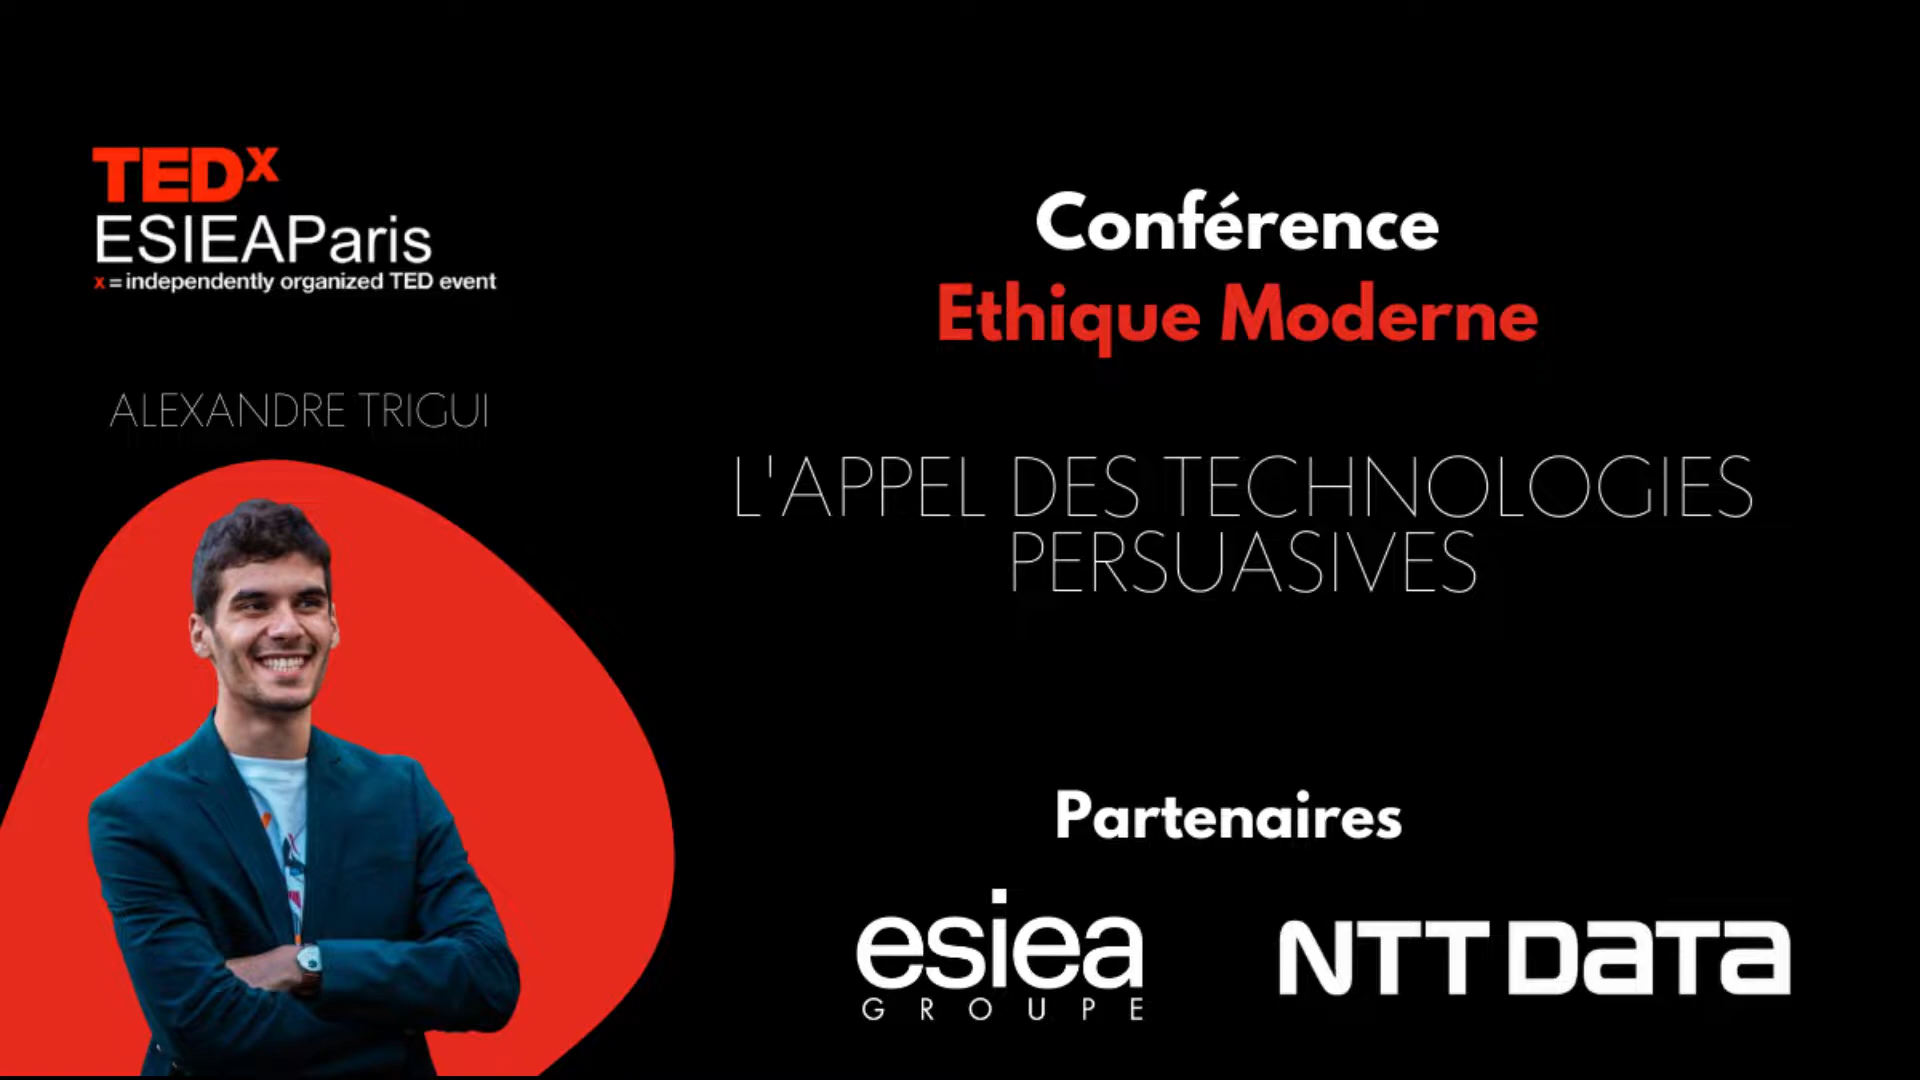 TEDx
ESIEAParis
x = independently organized TED event
ALEXANDRE TRIGUI
Conférence
Ethique Moderne
L'APPEL DES TECHNOLOGIES
PERSUASIVES
Partenaires
esiea
GROUPE
NTT DATA